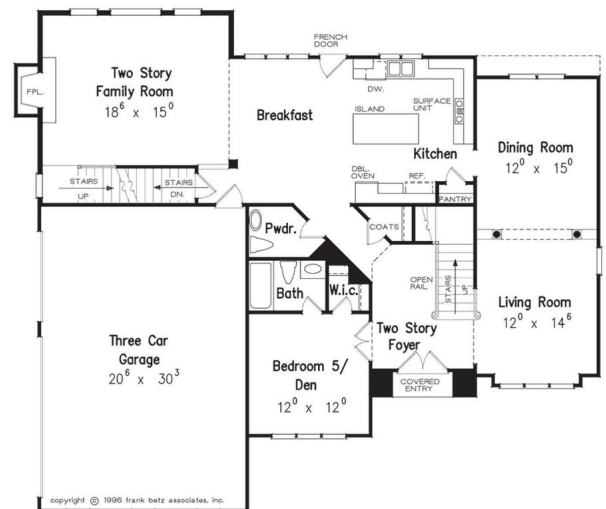 FRENCH
DOOR
Two Story
Family Room
18⁶ x 15⁰
FPL.
Breakfast
DW.
ISLAND
SURFACE
UNIT
Kitchen
Dining Room
12⁰ x 15⁰
DBL.
OVEN
REF.
PANTRY
STAIRS
UP
STAIRS
DN.
Pwdr.
COATS
Bath
W.i.c.
OPEN
RAIL
STAIRS
UP
Living Room
12⁰ x 14⁶
Two Story
Foyer
Three Car
Garage
20⁶ x 30³
Bedroom 5/
Den
12⁰ x 12⁰
COVERED
ENTRY
copyright © 1996 frank betz associates, inc.